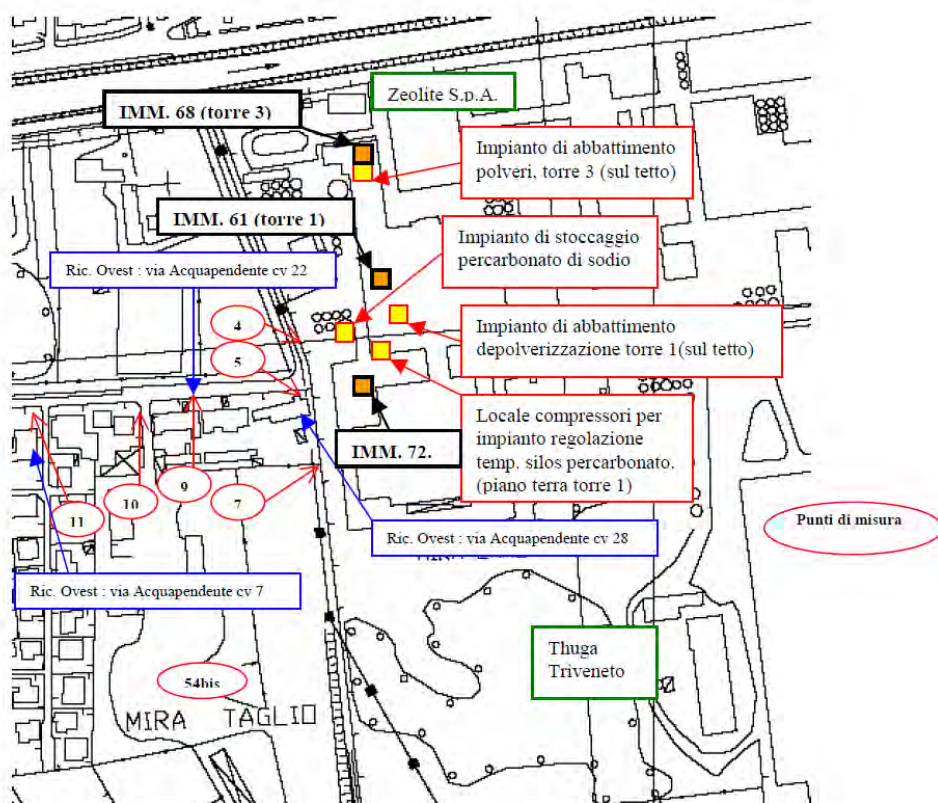 Zeolite S.p.A.
IMM. 68 (torre 3)
Impianto di abbattimento
polveri, torre 3 (sul tetto)
IMM. 61 (torre 1)
Impianto di stoccaggio
percarbonato di sodio
Ric. Ovest : via Acquapendente cv 22
4
5
Impianto di abbattimento
depolverizzazione torre 1(sul tetto)
Locale compressori per
impianto regolazione
temp. silos percarbonato.
(piano terra torre 1)
IMM. 72.
11
10
9
7
Punti di misura
Ric. Ovest : via Acquapendente cv 28
Ric. Ovest : via Acquapendente cv 7
Thuga
Triveneto
54bis
MIRA TAGLIO